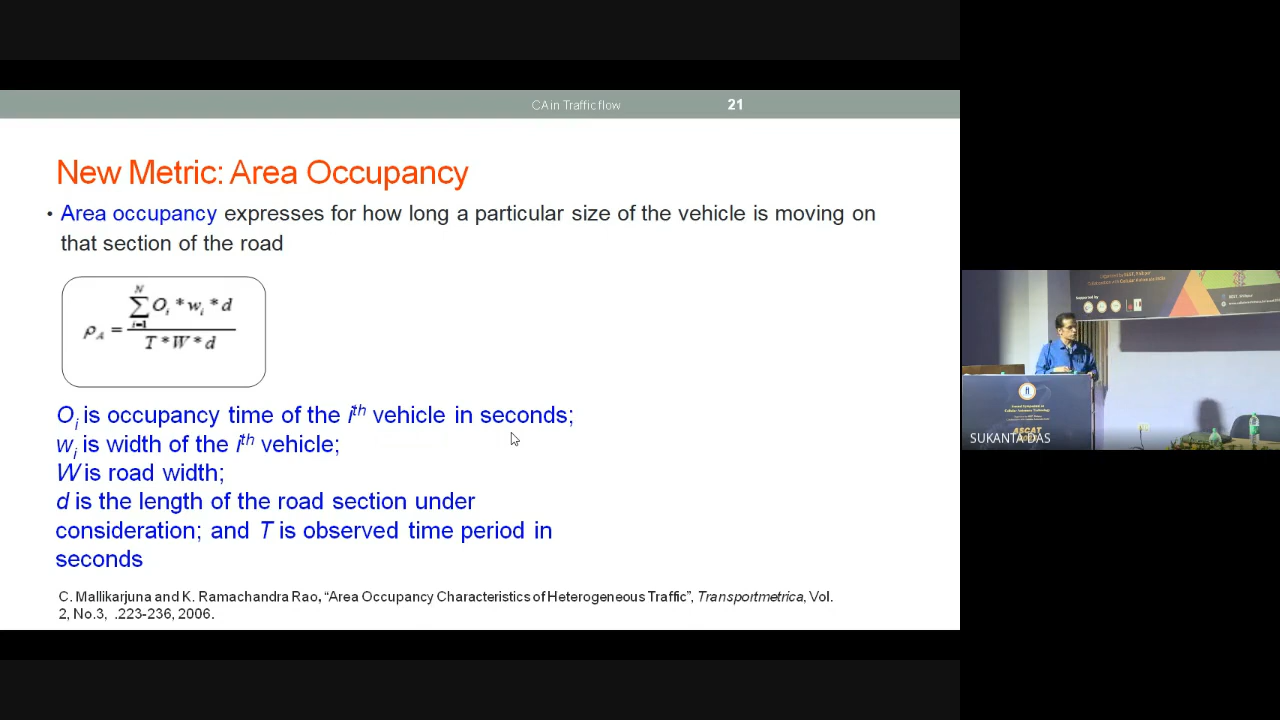 CA in Traffic flow 21
New Metric: Area Occupancy
• Area occupancy expresses for how long a particular size of the vehicle is moving on
that section of the road
ρ_A = \frac{\sum_{i=1}^{N} O_i * w_i * d}{T * W * d}
O_i is occupancy time of the i^th vehicle in seconds;
w_i is width of the i^th vehicle;
W is road width;
d is the length of the road section under
consideration; and T is observed time period in
seconds
C. Mallikarjuna and K. Ramachandra Rao, “Area Occupancy Characteristics of Heterogeneous Traffic”, Transportmetrica, Vol.
2, No.3, .223-236, 2006.
Supported by
SUKANTA DAS